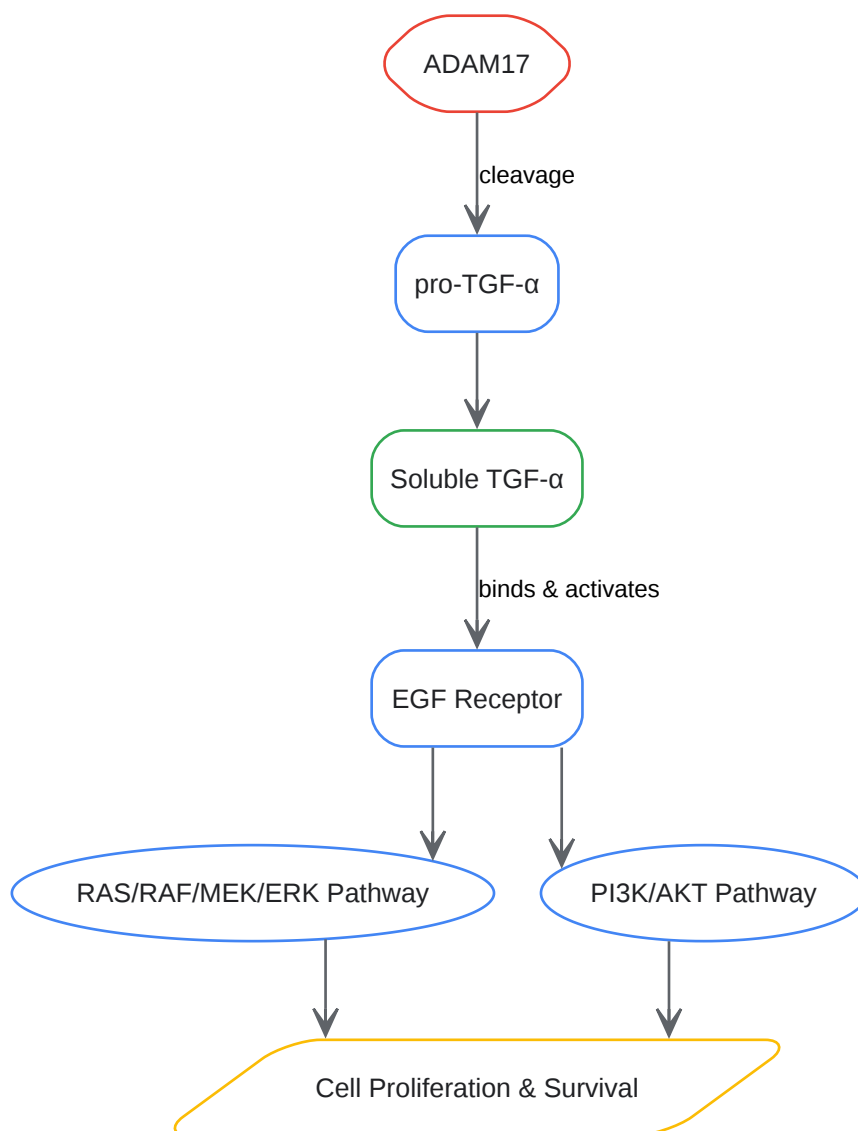 ADAM17
cleavage
pro-TGF-α
Soluble TGF-α
binds & activates
EGF Receptor
RAS/RAF/MEK/ERK Pathway
PI3K/AKT Pathway
Cell Proliferation & Survival